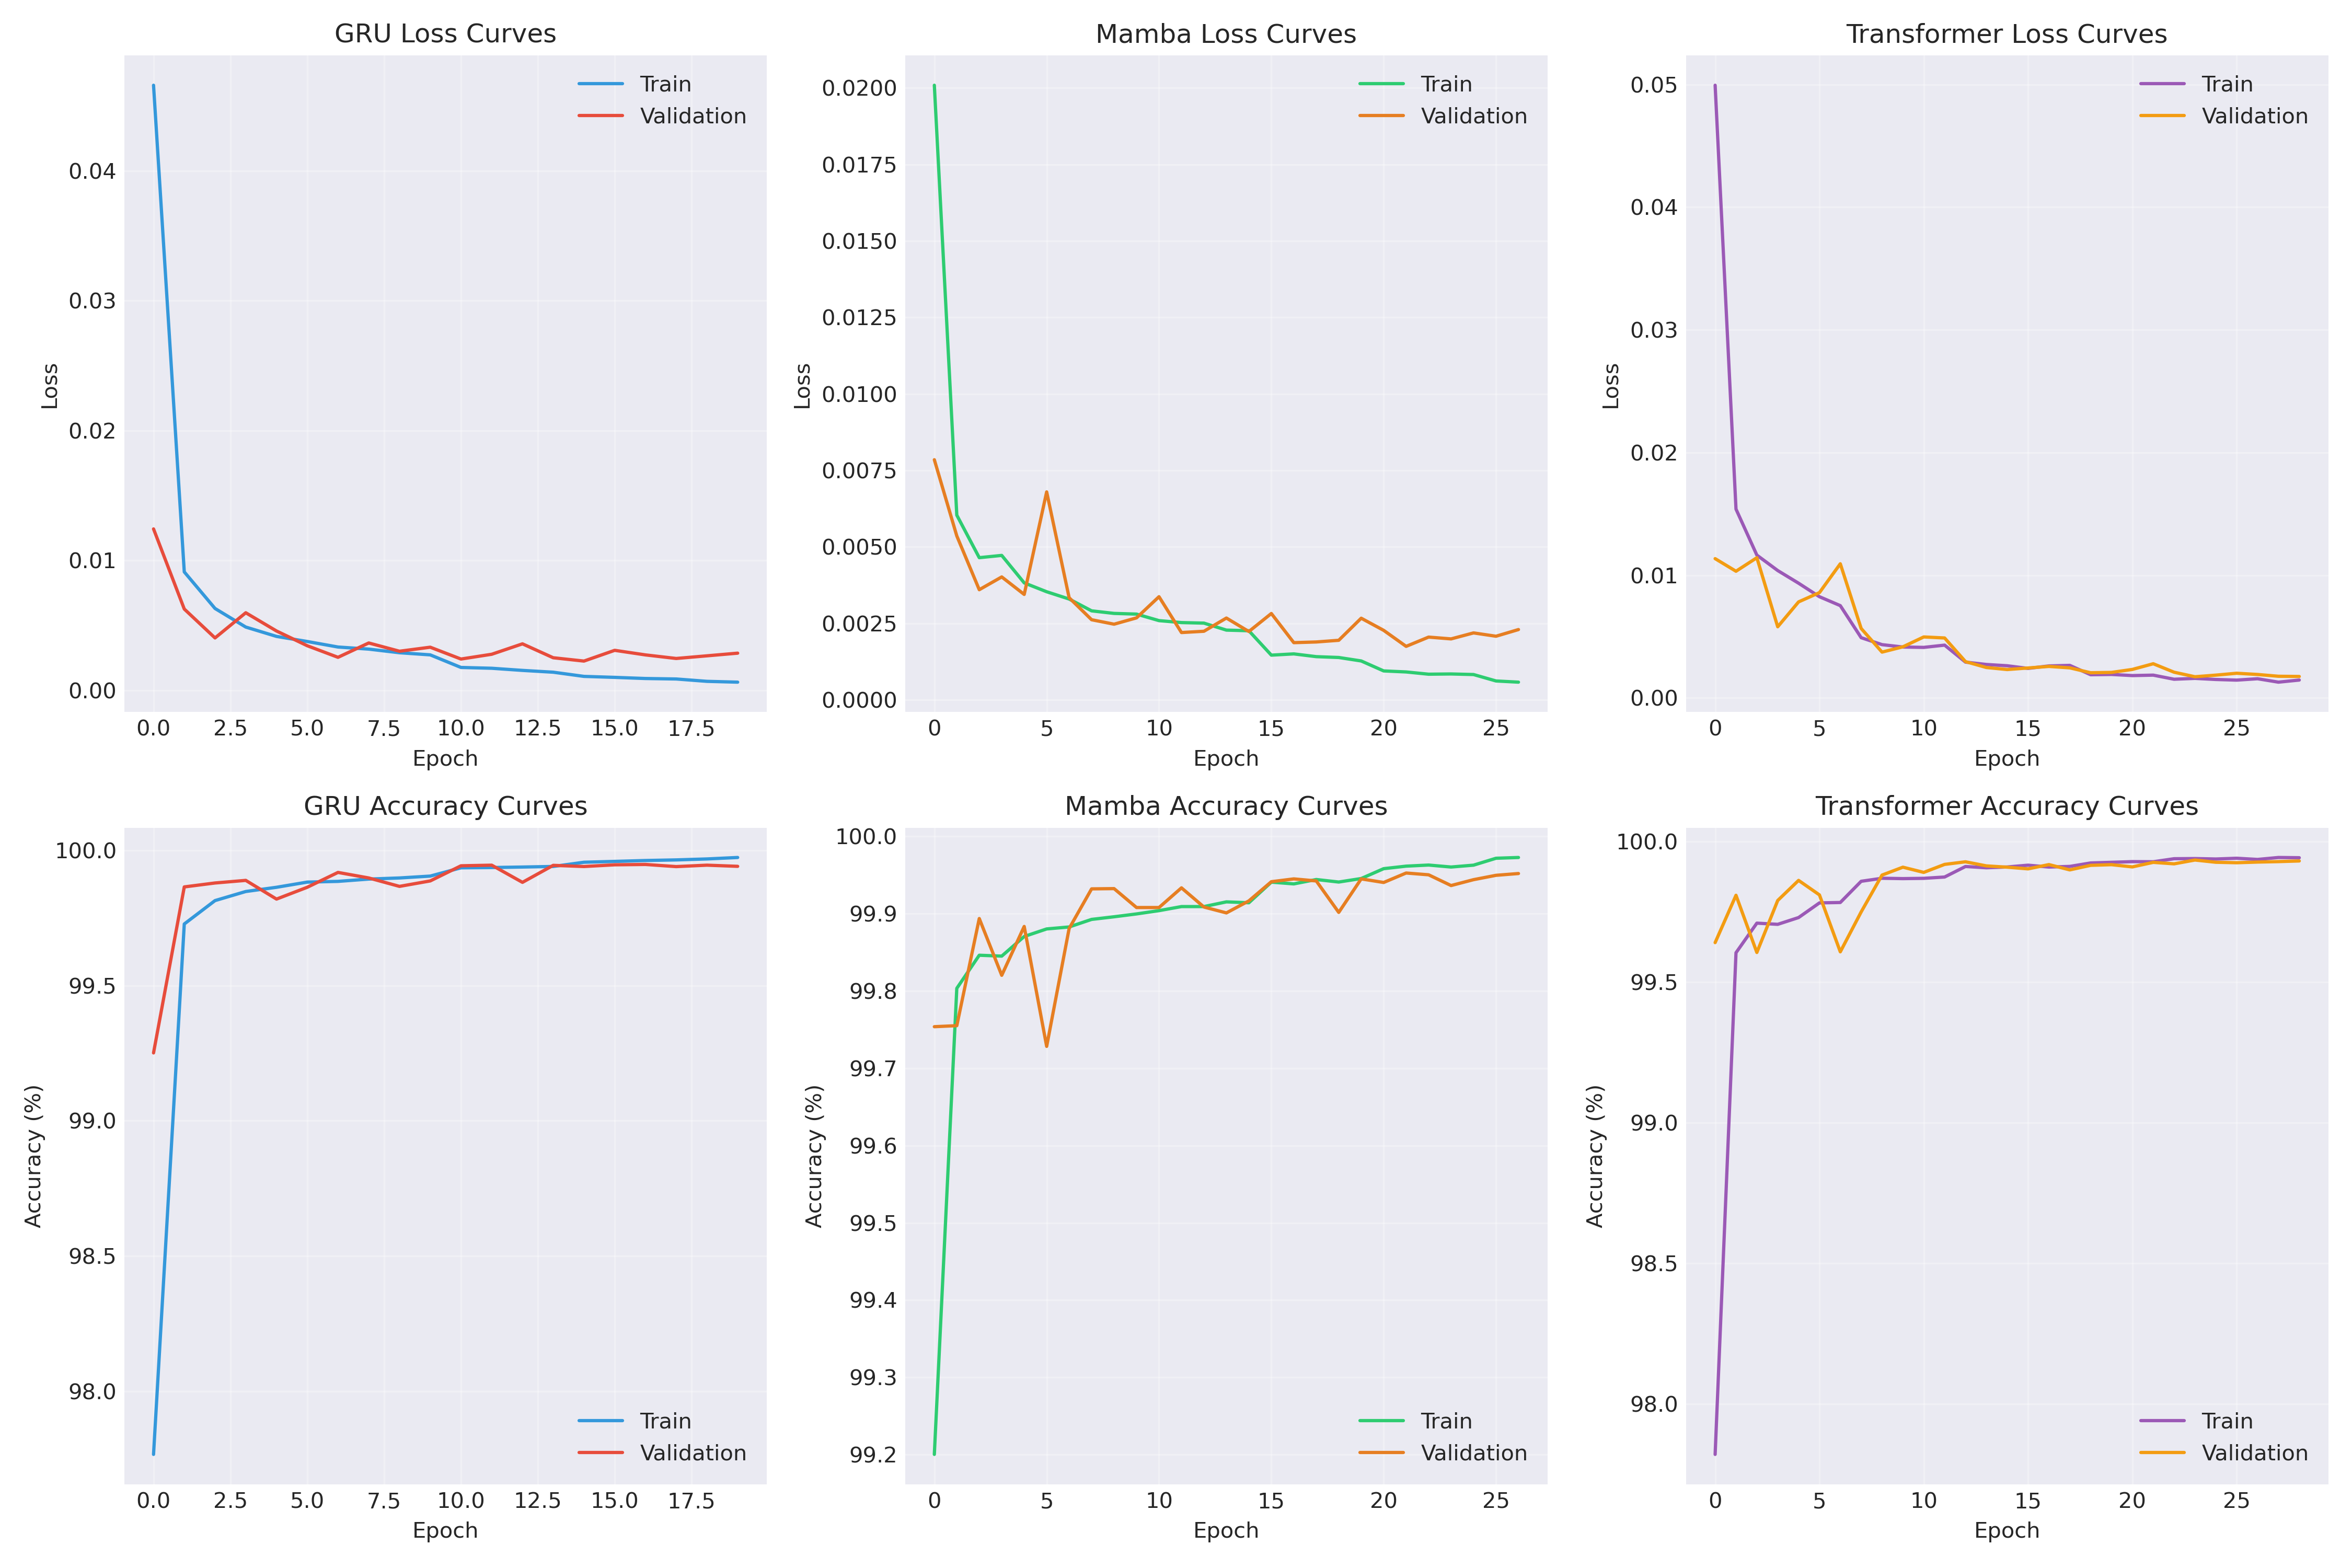 GRU Loss Curves
Train
Validation
0.04
0.03
0.02
0.01
0.00
Loss
0.0 2.5 5.0 7.5 10.0 12.5 15.0 17.5
Epoch
Mamba Loss Curves
Train
Validation
0.0200
0.0175
0.0150
0.0125
0.0100
0.0075
0.0050
0.0025
0.0000
Loss
0 5 10 15 20 25
Epoch
Transformer Loss Curves
Train
Validation
0.05
0.04
0.03
0.02
0.01
0.00
Loss
0 5 10 15 20 25
Epoch
GRU Accuracy Curves
100.0
99.5
99.0
98.5
98.0
Accuracy (%)
Train
Validation
0.0 2.5 5.0 7.5 10.0 12.5 15.0 17.5
Epoch
Mamba Accuracy Curves
100.0
99.9
99.8
99.7
99.6
99.5
99.4
99.3
99.2
Accuracy (%)
Train
Validation
0 5 10 15 20 25
Epoch
Transformer Accuracy Curves
100.0
99.5
99.0
98.5
98.0
Accuracy (%)
Train
Validation
0 5 10 15 20 25
Epoch